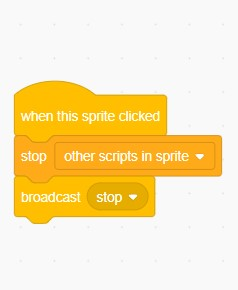 when this sprite clicked
stop other scripts in sprite
broadcast stop